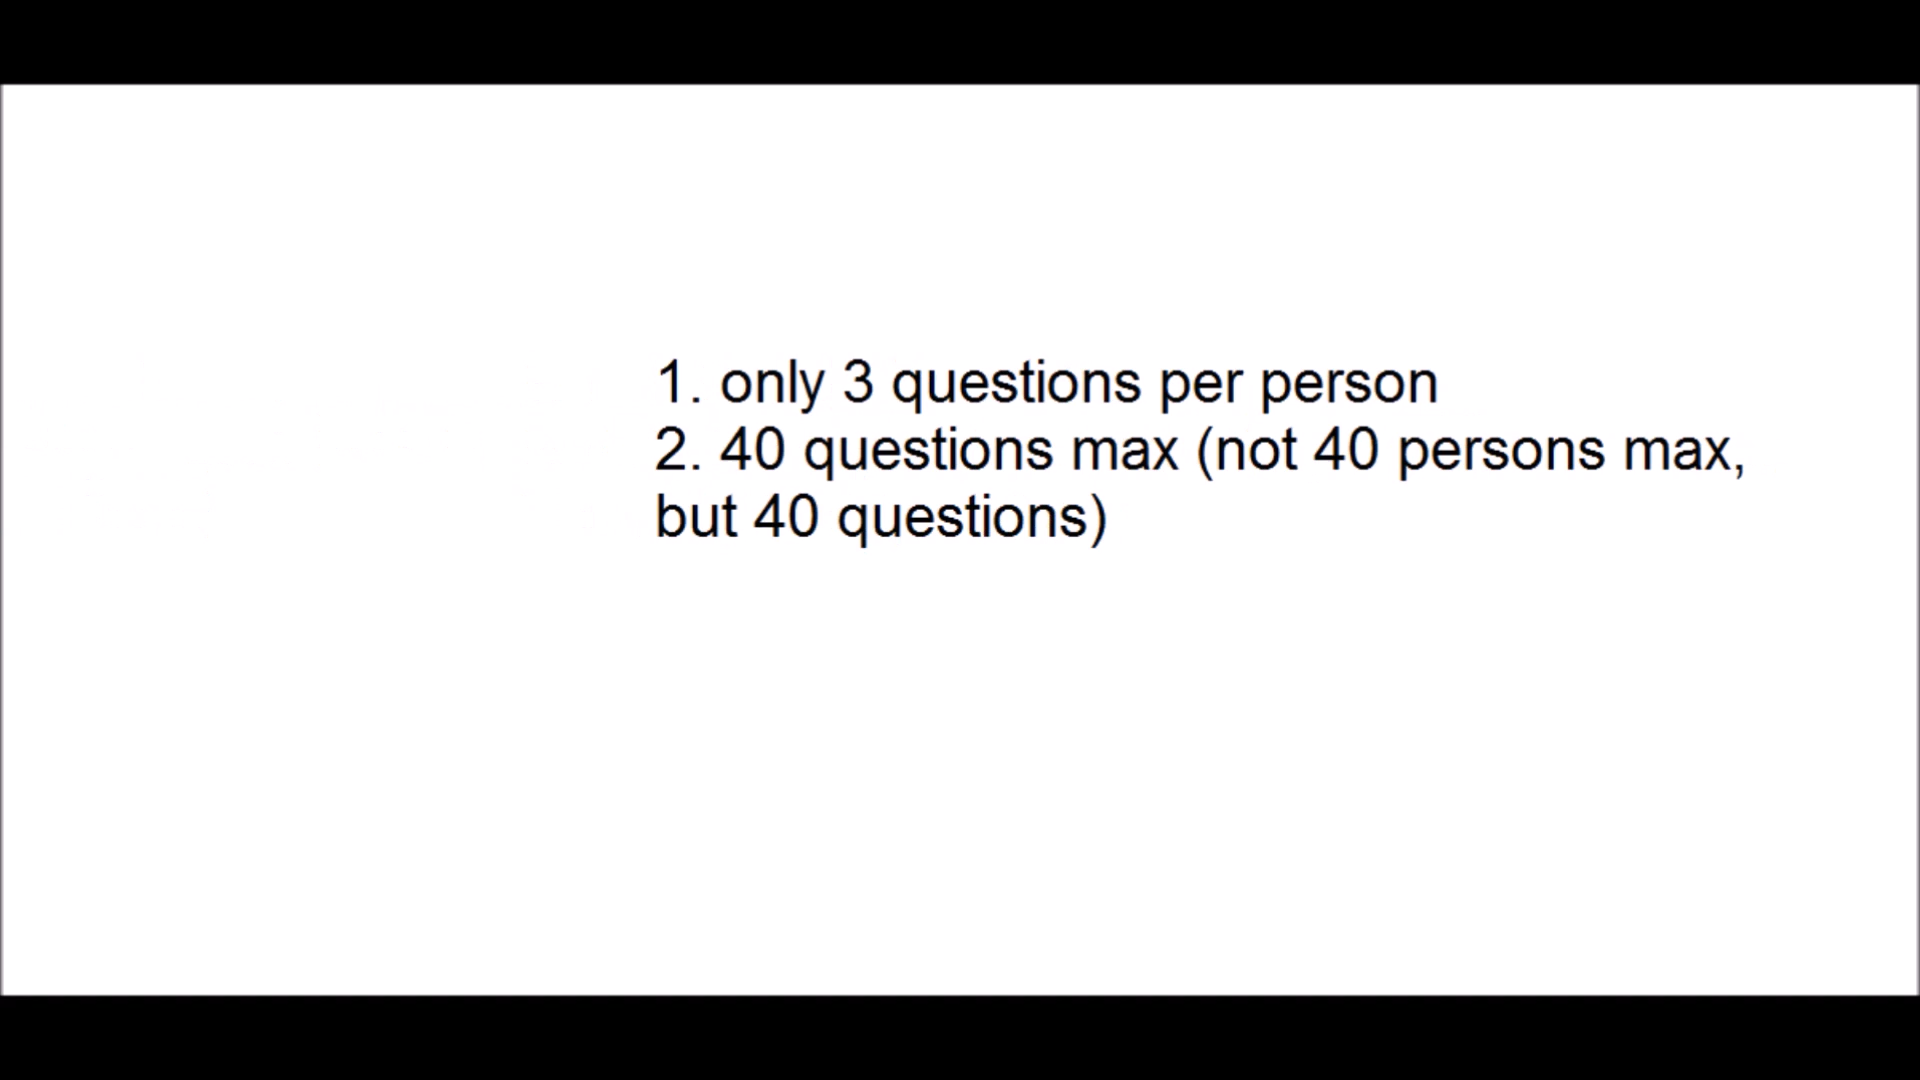 1. only 3 questions per person
2. 40 questions max (not 40 persons max,
but 40 questions)